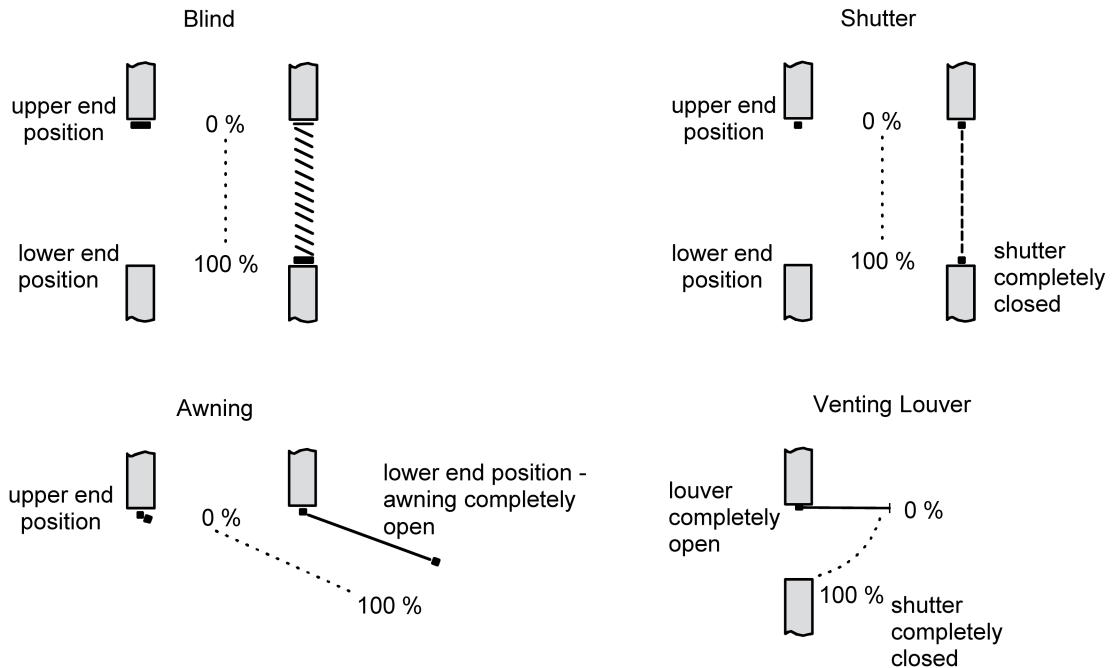 Blind
upper end
position
0 %
lower end
position
100 %
Shutter
upper end
position
0 %
lower end
position
100 %
shutter
completely
closed
Awning
upper end
position
0 %
lower end position -
awning completely
open
100 %
Venting Louver
louver
completely
open
0 %
100 %
shutter
completely
closed